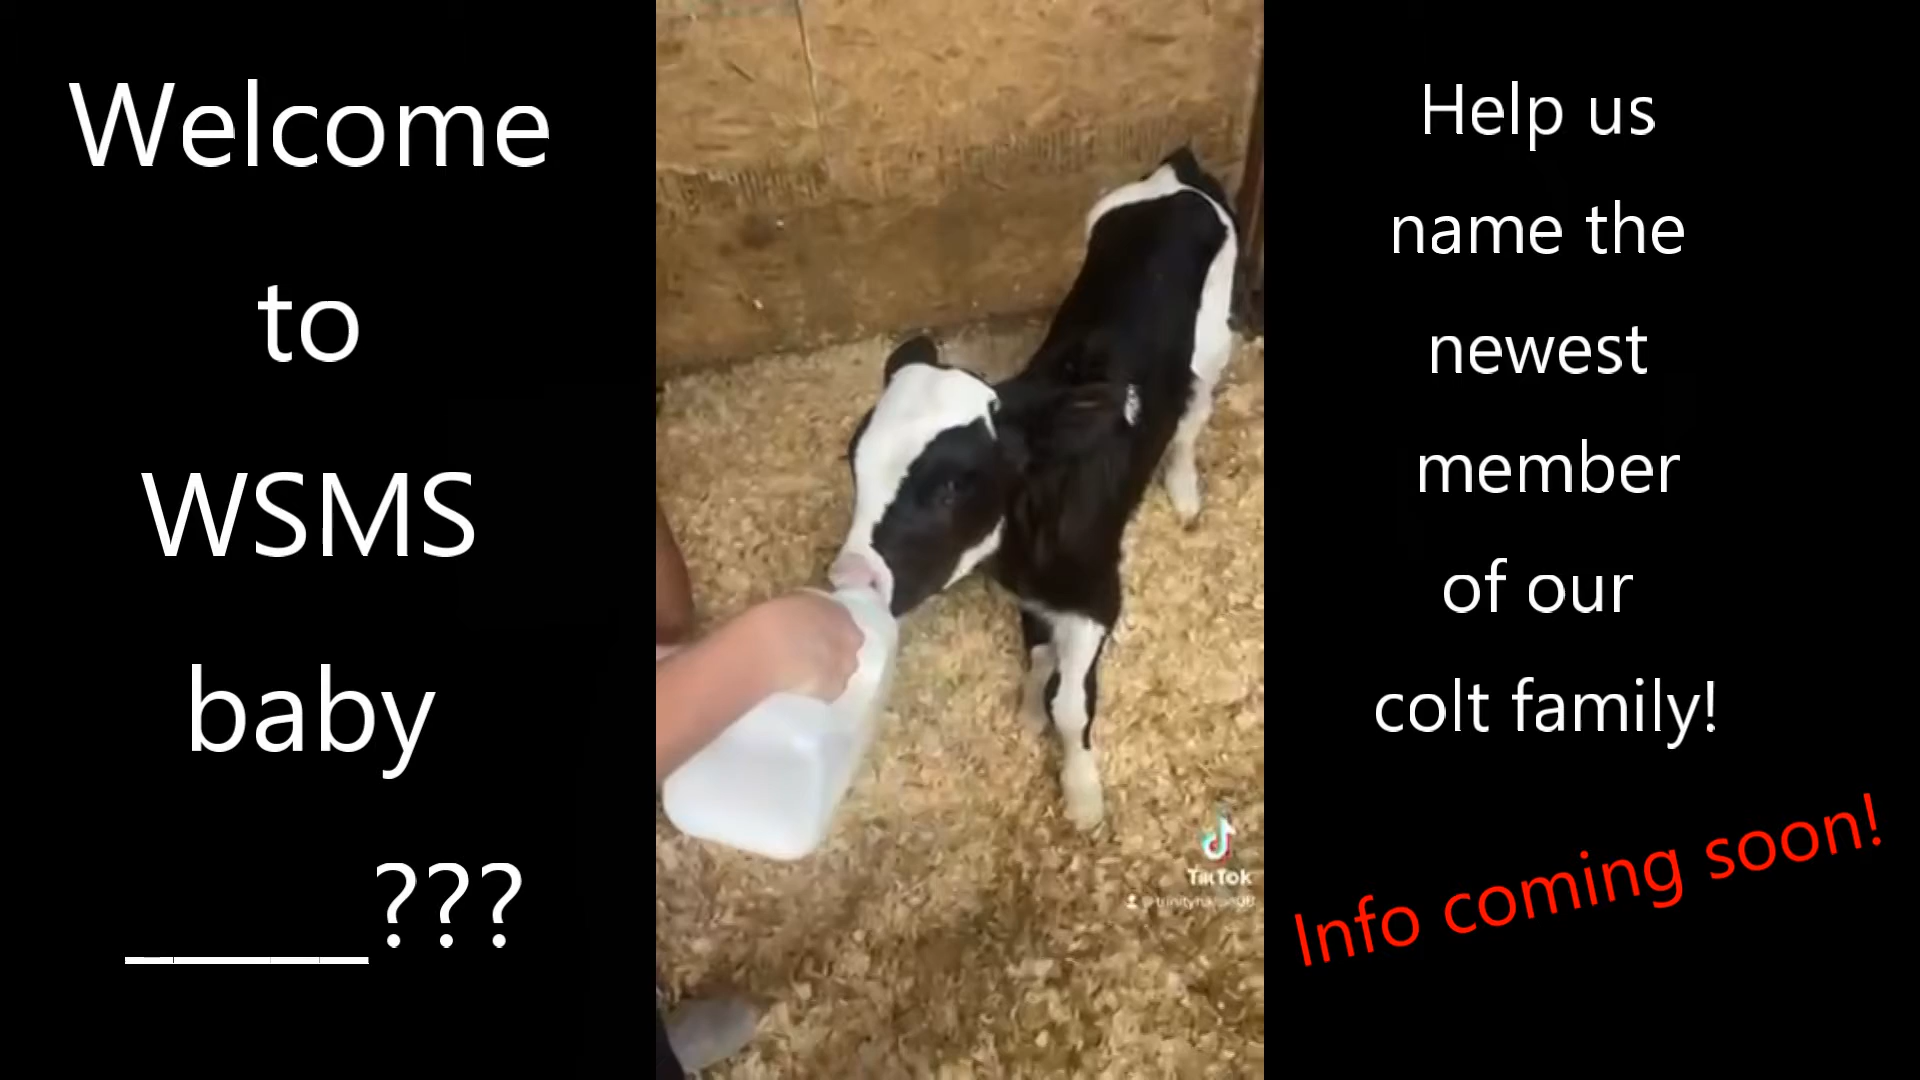 Welcome
to
WSMS
baby
_____???
Help us
name the
newest
member
of our
colt family!
Info coming soon!
TikTok